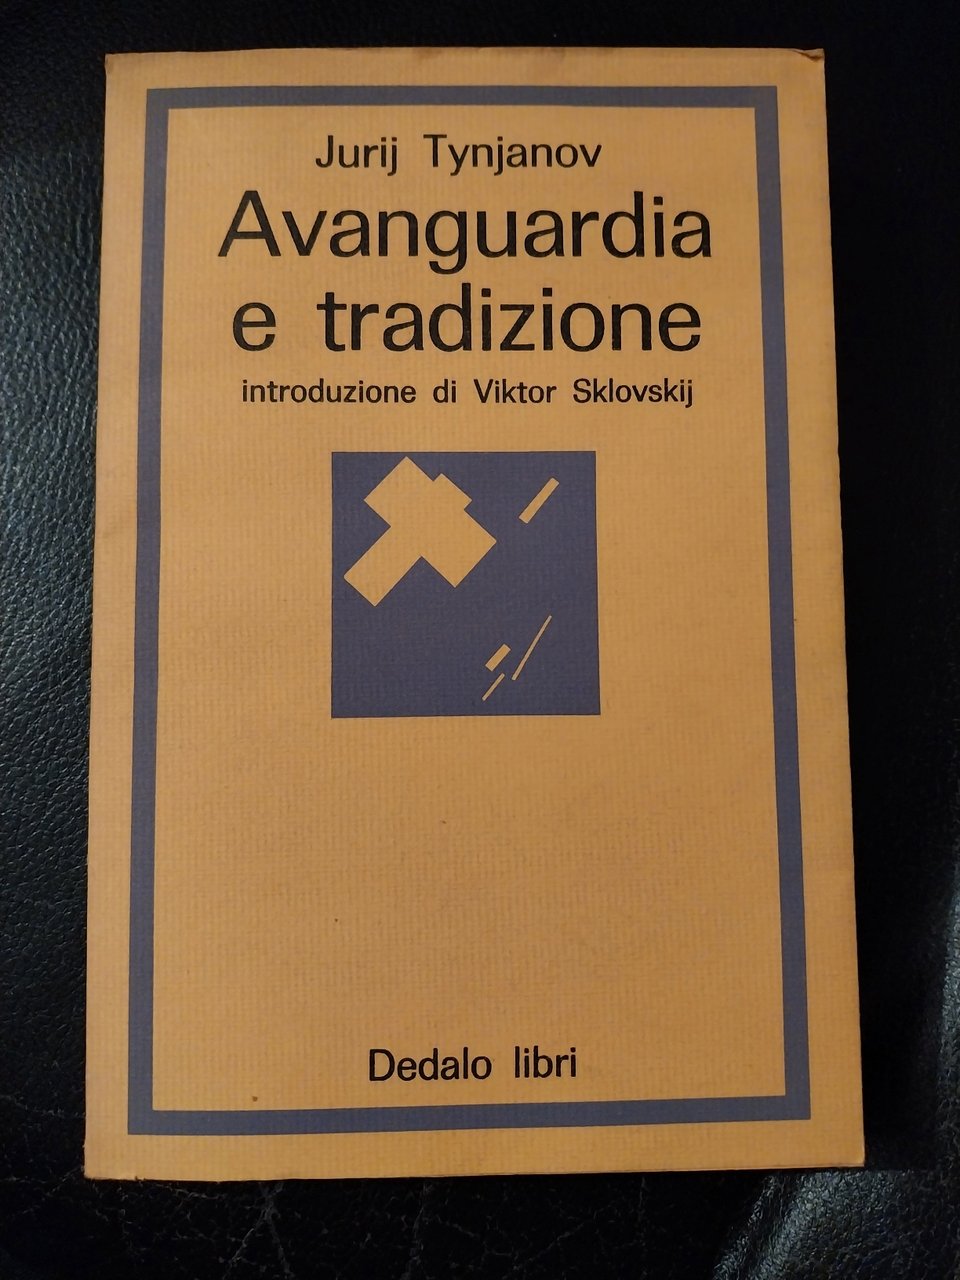 Jurij Tynjanov
Avanguardia
e tradizione
introduzione di Viktor Sklovskij
Dedalo libri